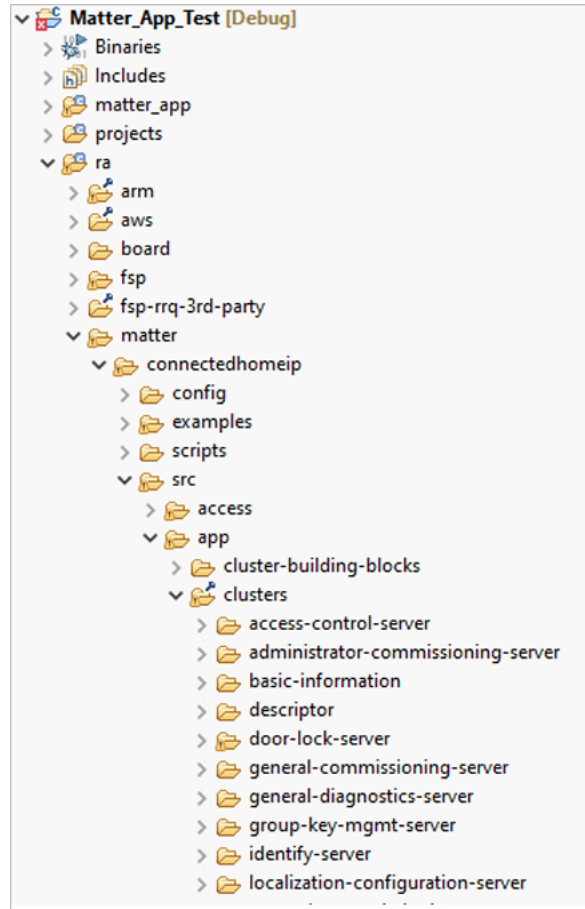 Matter_App_Test [Debug]
Binaries
Includes
matter_app
projects
ra
arm
aws
board
fsp
fsp-rrq-3rd-party
matter
connectedhomeip
config
examples
scripts
src
access
app
cluster-building-blocks
clusters
access-control-server
administrator-commissioning-server
basic-information
descriptor
door-lock-server
general-commissioning-server
general-diagnostics-server
group-key-mgmt-server
identify-server
localization-configuration-server